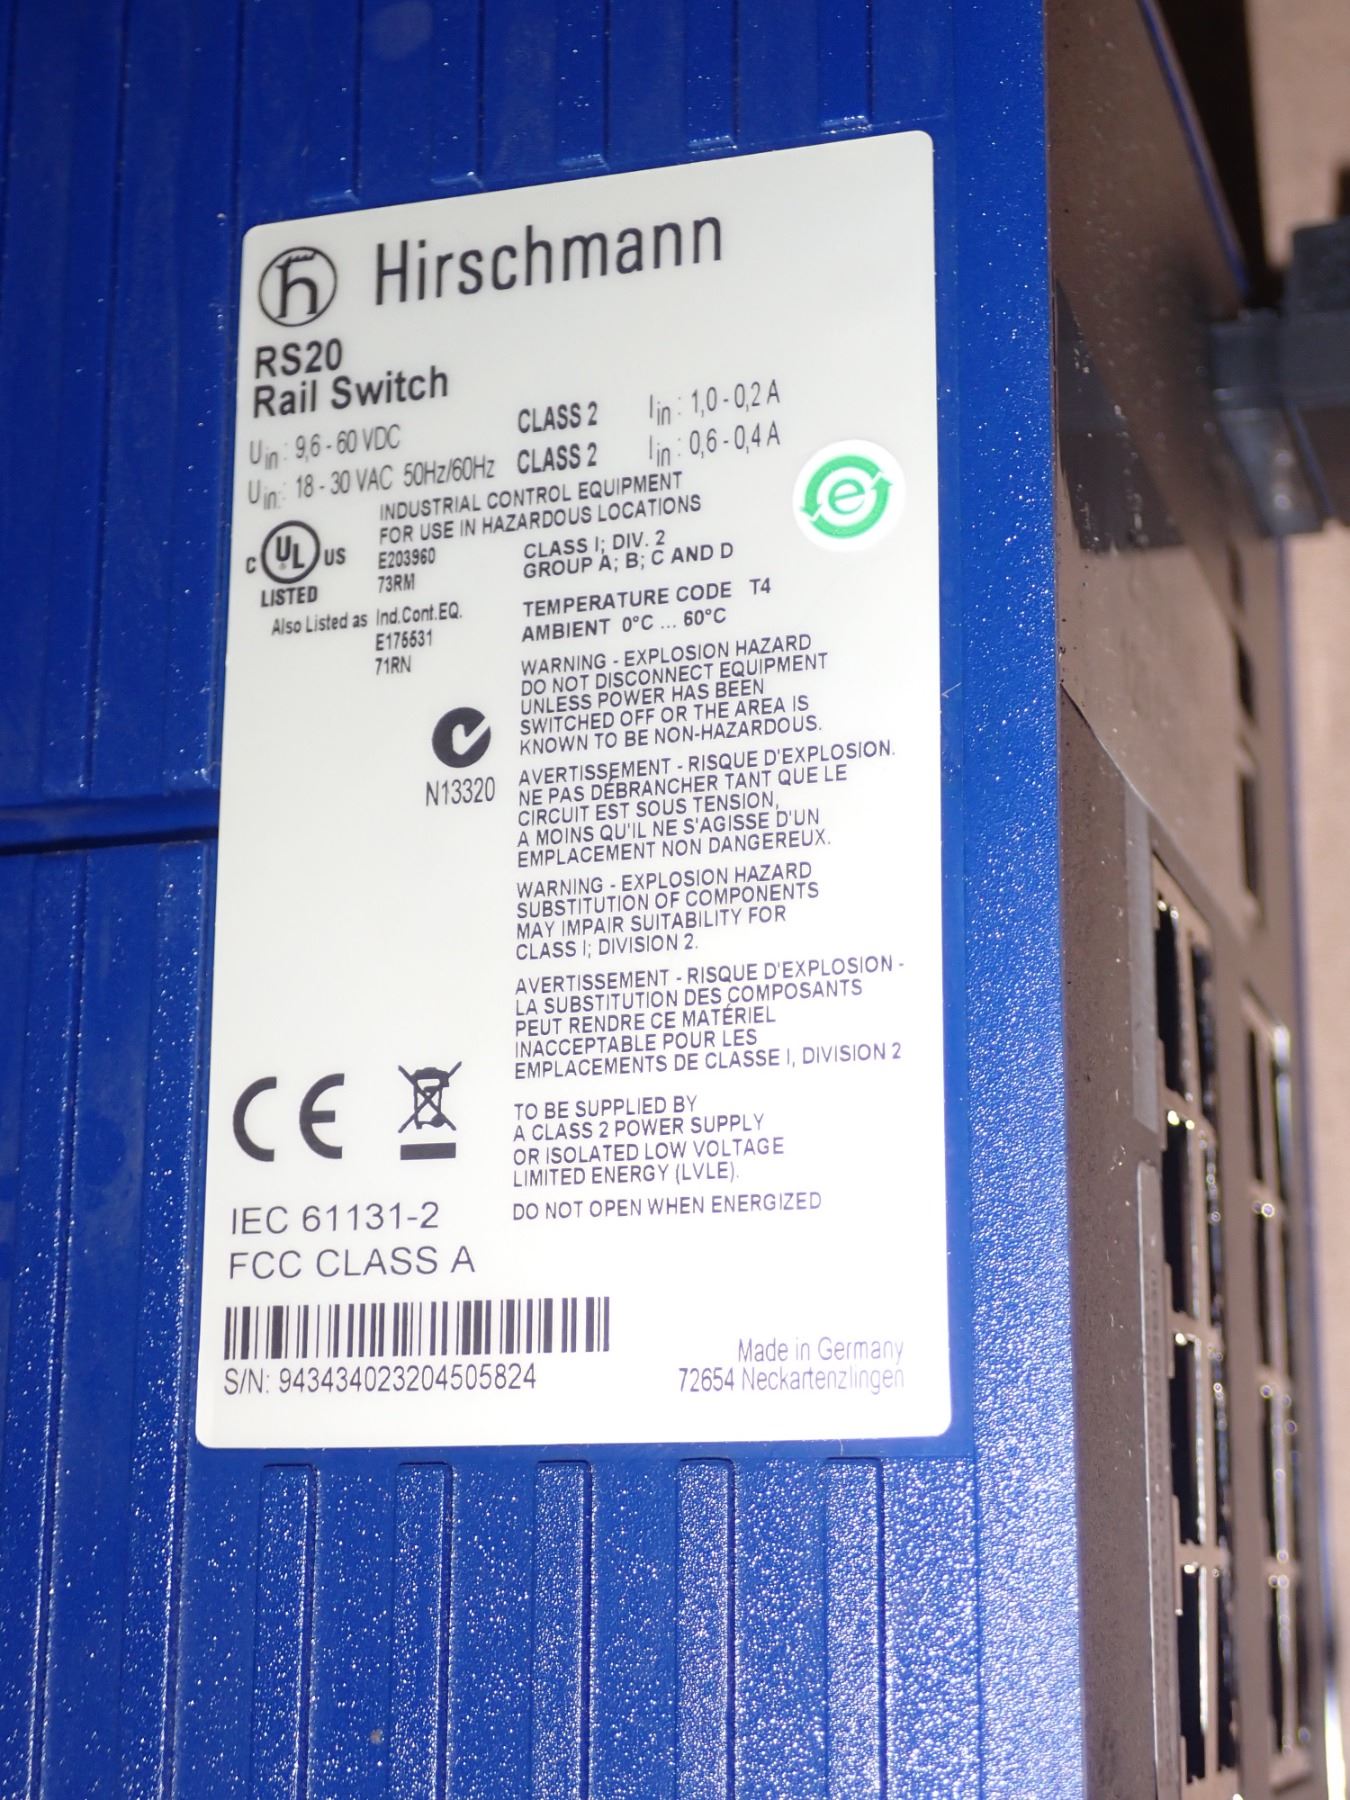 Hirschmann
RS20
Rail Switch
Uin: 9,6 - 60 VDC CLASS 2 Iin: 1,0 - 0,2 A
Uin: 18 - 30 VAC 50Hz/60Hz CLASS 2 Iin: 0,6 - 0,4 A
INDUSTRIAL CONTROL EQUIPMENT
FOR USE IN HAZARDOUS LOCATIONS
C UL US
LISTED
E203960
73RM
CLASS I; DIV. 2
GROUP A; B; C AND D
Also Listed as Ind.Cont.EQ.
E175531
71RN
TEMPERATURE CODE T4
AMBIENT 0°C ... 60°C
e
WARNING - EXPLOSION HAZARD
DO NOT DISCONNECT EQUIPMENT
UNLESS POWER HAS BEEN
SWITCHED OFF OR THE AREA IS
KNOWN TO BE NON-HAZARDOUS.
N13320
AVERTISSEMENT - RISQUE D'EXPLOSION.
NE PAS DÉBRANCHER TANT QUE LE
CIRCUIT EST SOUS TENSION,
A MOINS QU'IL NE S'AGISSE D'UN
EMPLACEMENT NON DANGEREUX.
WARNING - EXPLOSION HAZARD
SUBSTITUTION OF COMPONENTS
MAY IMPAIR SUITABILITY FOR
CLASS I; DIVISION 2.
AVERTISSEMENT - RISQUE D'EXPLOSION -
LA SUBSTITUTION DES COMPOSANTS
PEUT RENDRE CE MATÉRIEL
INACCEPTABLE POUR LES
EMPLACEMENTS DE CLASSE I, DIVISION 2
TO BE SUPPLIED BY
A CLASS 2 POWER SUPPLY
OR ISOLATED LOW VOLTAGE
LIMITED ENERGY (LVLE).
DO NOT OPEN WHEN ENERGIZED
CE
IEC 61131-2
FCC CLASS A
S/N: 943434023204505824
Made in Germany
72654 Neckartenzlingen